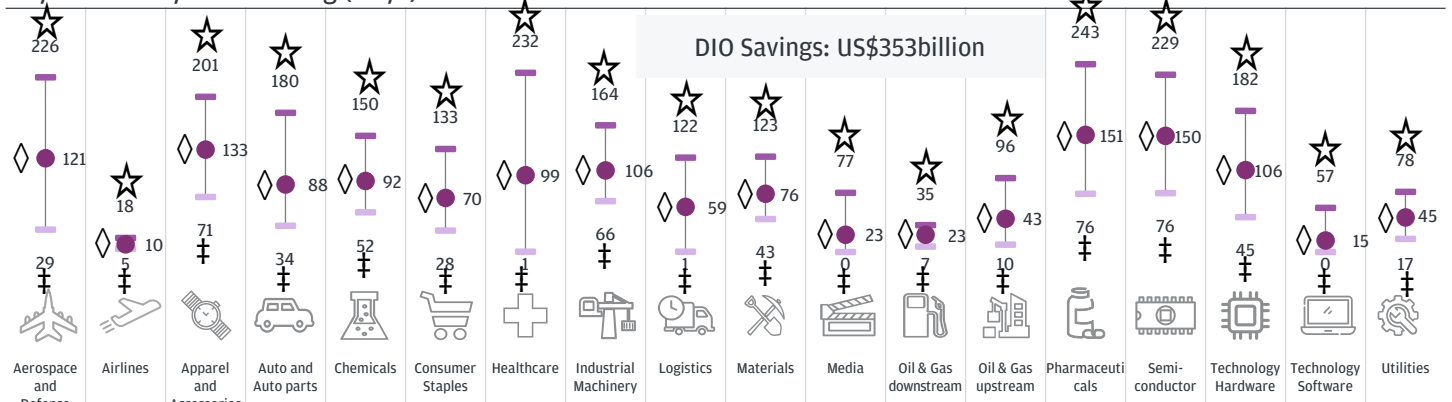 DIO Savings: US$353billion
226
121
29
Aerospace
and
18
10
5
Airlines
201
133
71
Apparel
and
180
88
34
Auto and
Auto parts
150
92
52
Chemicals
133
70
28
Consumer
Staples
232
99
1
Healthcare
164
106
66
Industrial
Machinery
122
59
1
Logistics
123
76
43
Materials
77
23
0
Media
35
23
7
Oil & Gas
downstream
96
43
10
Oil & Gas
upstream
243
151
76
Pharmaceuti
cals
229
150
76
Semi-
conductor
182
106
45
Technology
Hardware
57
15
0
Technology
Software
78
45
17
Utilities